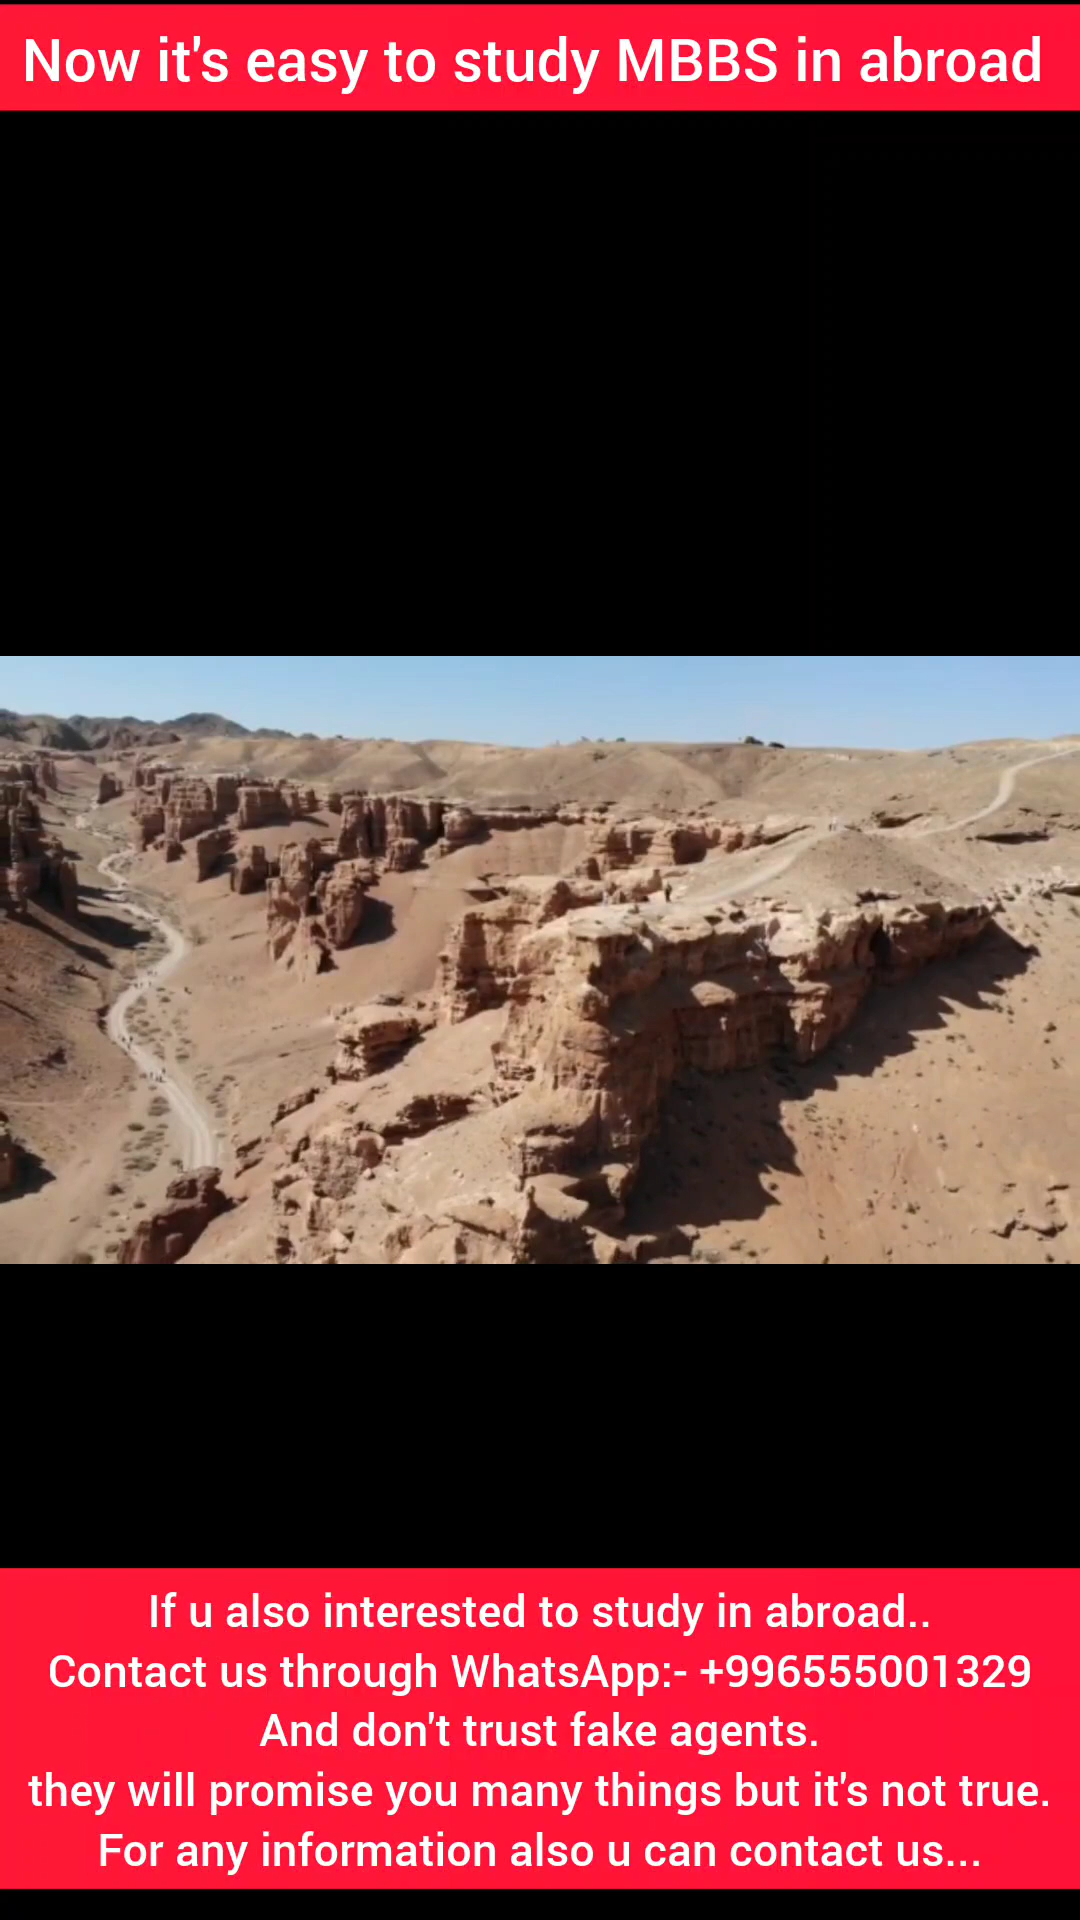 Now it's easy to study MBBS in abroad
If u also interested to study in abroad..
Contact us through WhatsApp:- +996555001329
And don't trust fake agents.
they will promise you many things but it's not true.
For any information also u can contact us...